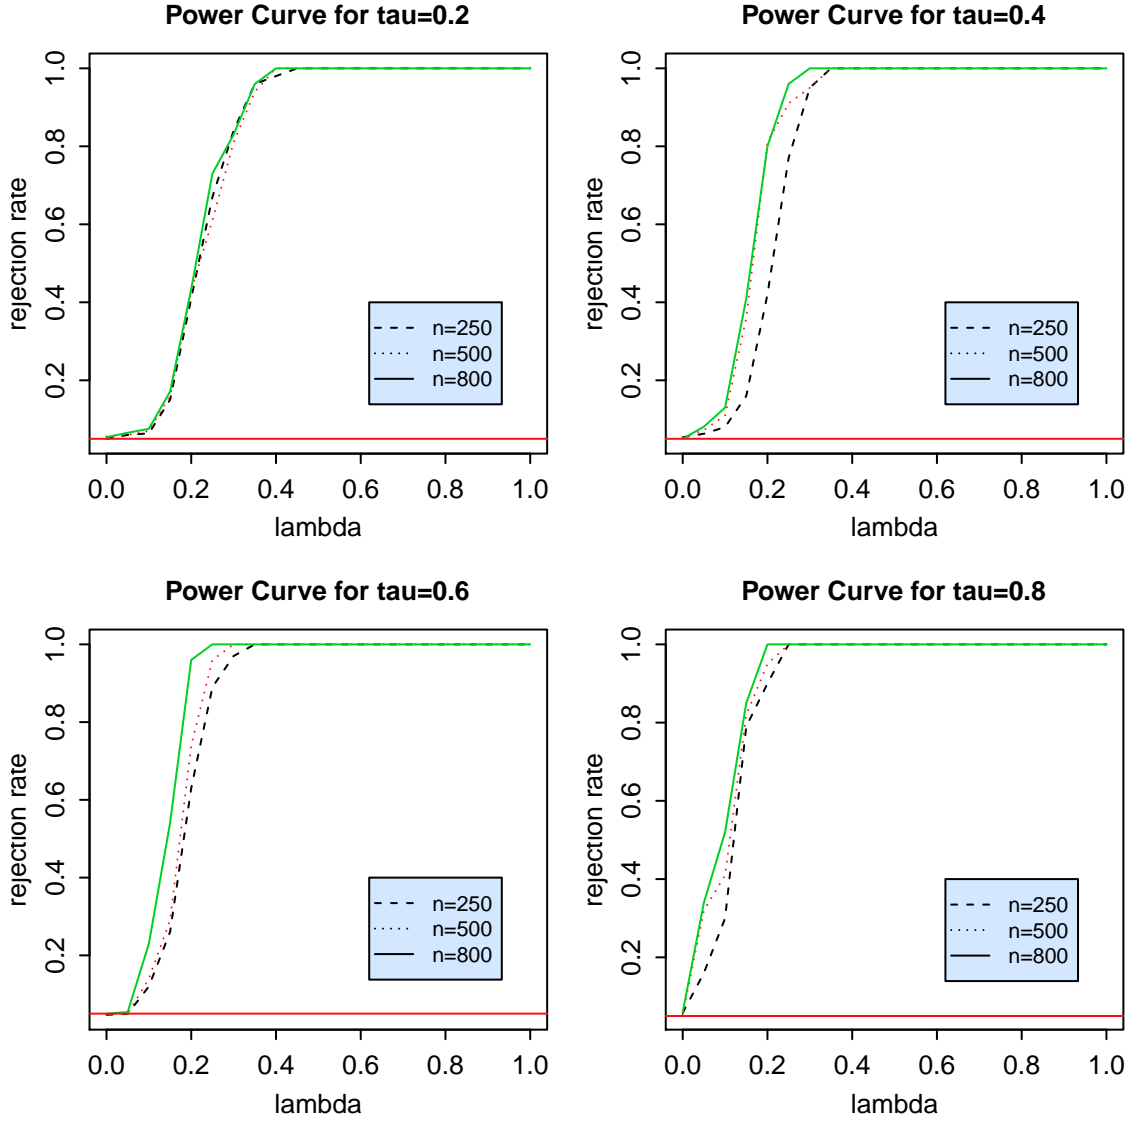 Power Curve for tau=0.2
rejection rate
1.0
0.8
0.6
0.4
0.2
n=250
n=500
n=800
0.0 0.2 0.4 0.6 0.8 1.0
lambda
Power Curve for tau=0.4
rejection rate
1.0
0.8
0.6
0.4
0.2
n=250
n=500
n=800
0.0 0.2 0.4 0.6 0.8 1.0
lambda
Power Curve for tau=0.6
rejection rate
1.0
0.8
0.6
0.4
0.2
n=250
n=500
n=800
0.0 0.2 0.4 0.6 0.8 1.0
lambda
Power Curve for tau=0.8
rejection rate
1.0
0.8
0.6
0.4
0.2
n=250
n=500
n=800
0.0 0.2 0.4 0.6 0.8 1.0
lambda